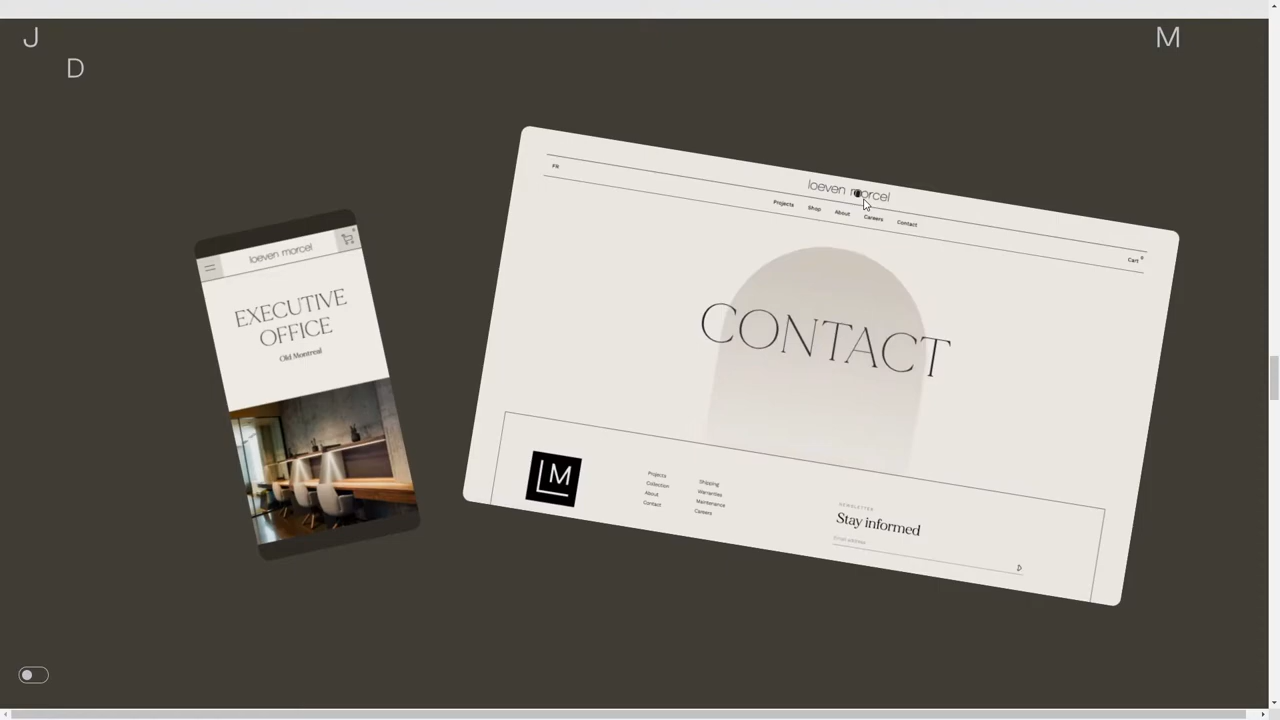 J
D
M
loeven morcel
EXECUTIVE
OFFICE
Old Montreal
FR
loeven morcel
Projects Shop About Careers Contact
Cart 0
CONTACT
LM
Projects
Collection
About
Contact
Shipping
Warranties
Maintenance
Careers
NEWSLETTER
Stay informed
Email address